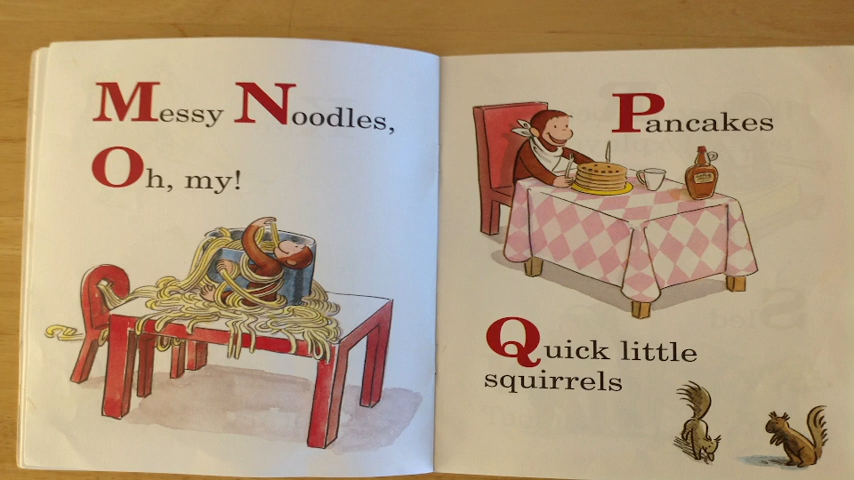 Messy Noodles,
Oh, my!
Pancakes
Quick little
squirrels